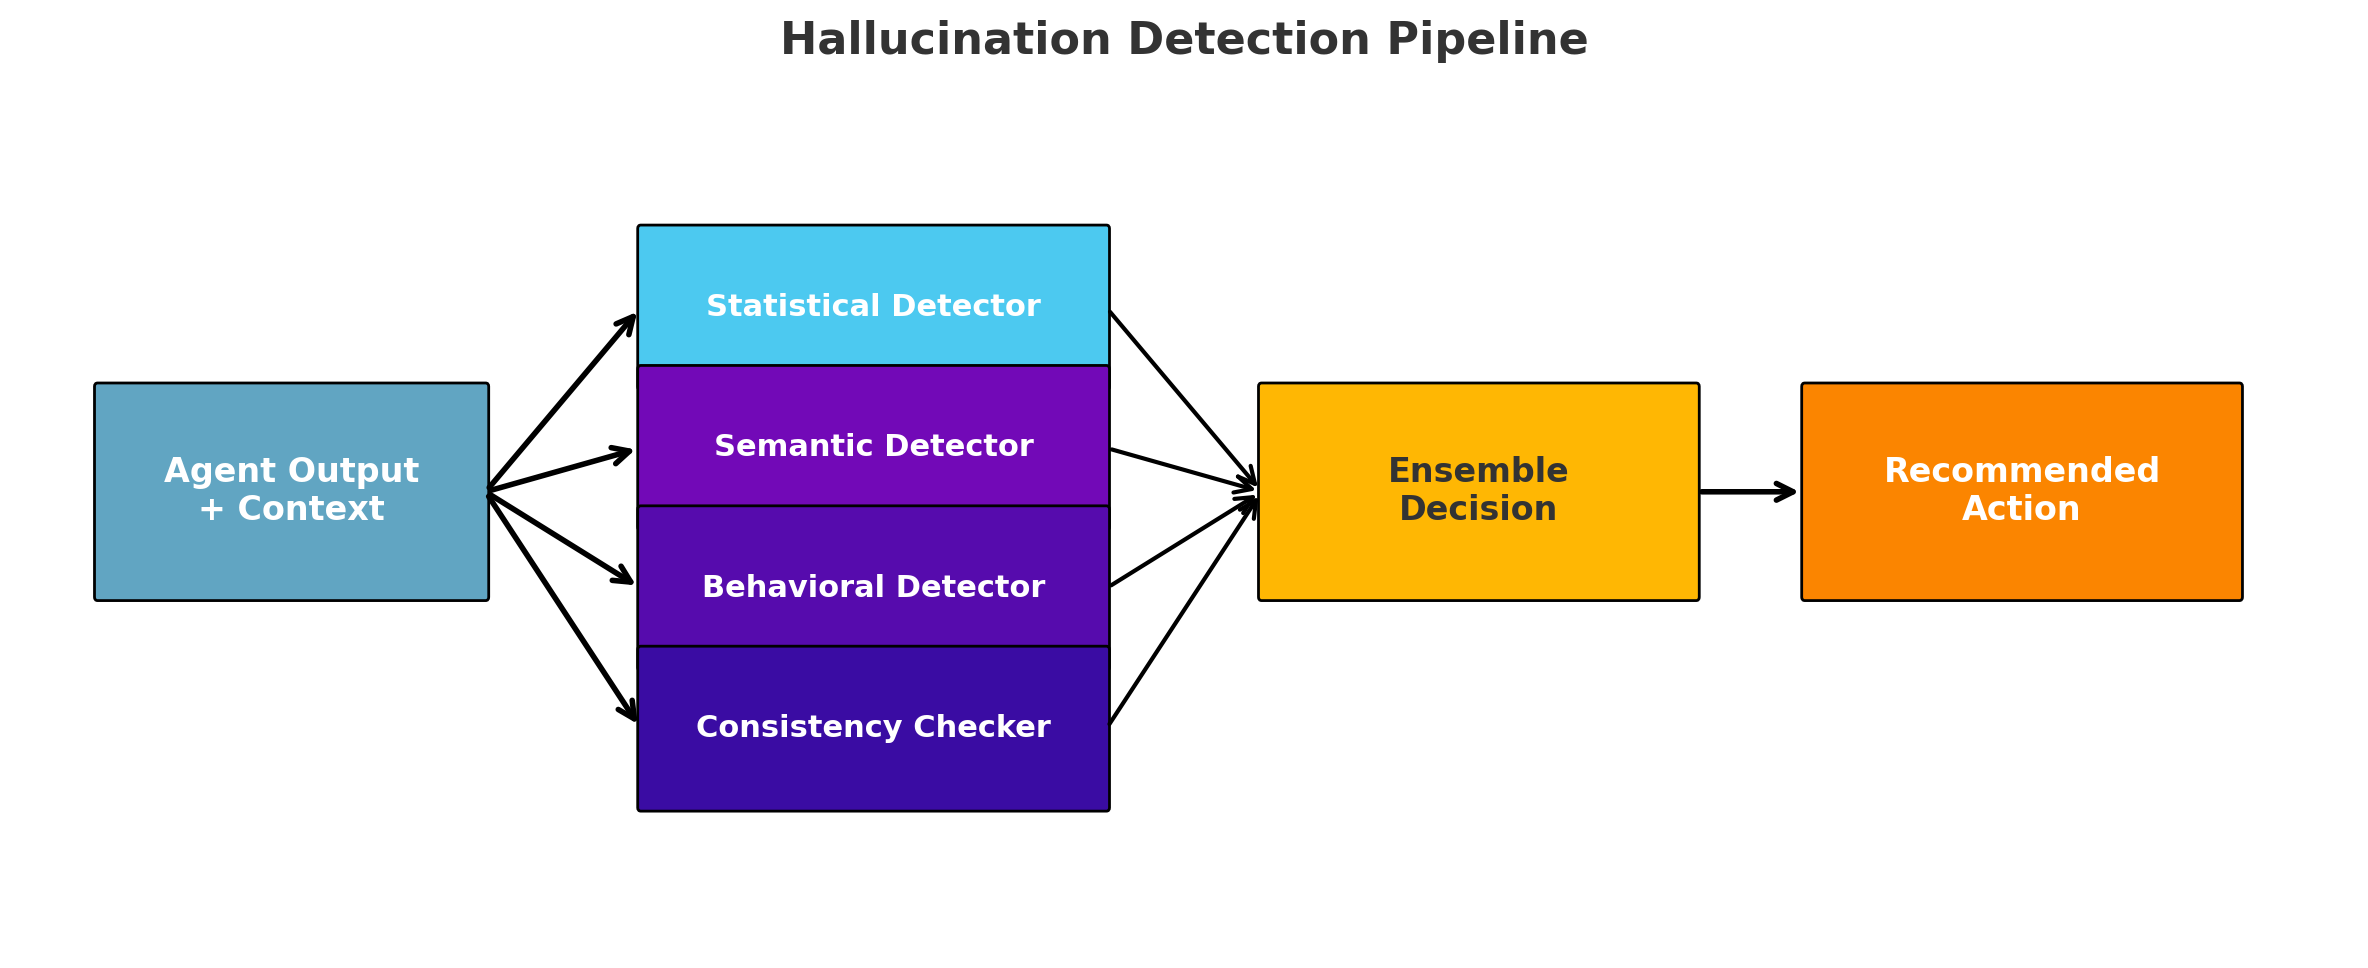 Hallucination Detection Pipeline
Agent Output
+ Context
Statistical Detector
Semantic Detector
Behavioral Detector
Consistency Checker
Ensemble
Decision
Recommended
Action